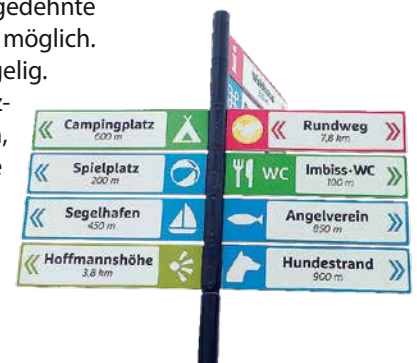 gedehnte
möglich.
gelig.
z-
,
e
Campingplatz
600 m
Spielplatz
200 m
Segelhafen
450 m
Hoffmannshöhe
3,8 km
i
Rundweg
7,8 km
WC
Imbiss·WC
100 m
Angelverein
850 m
Hundestrand
900 m